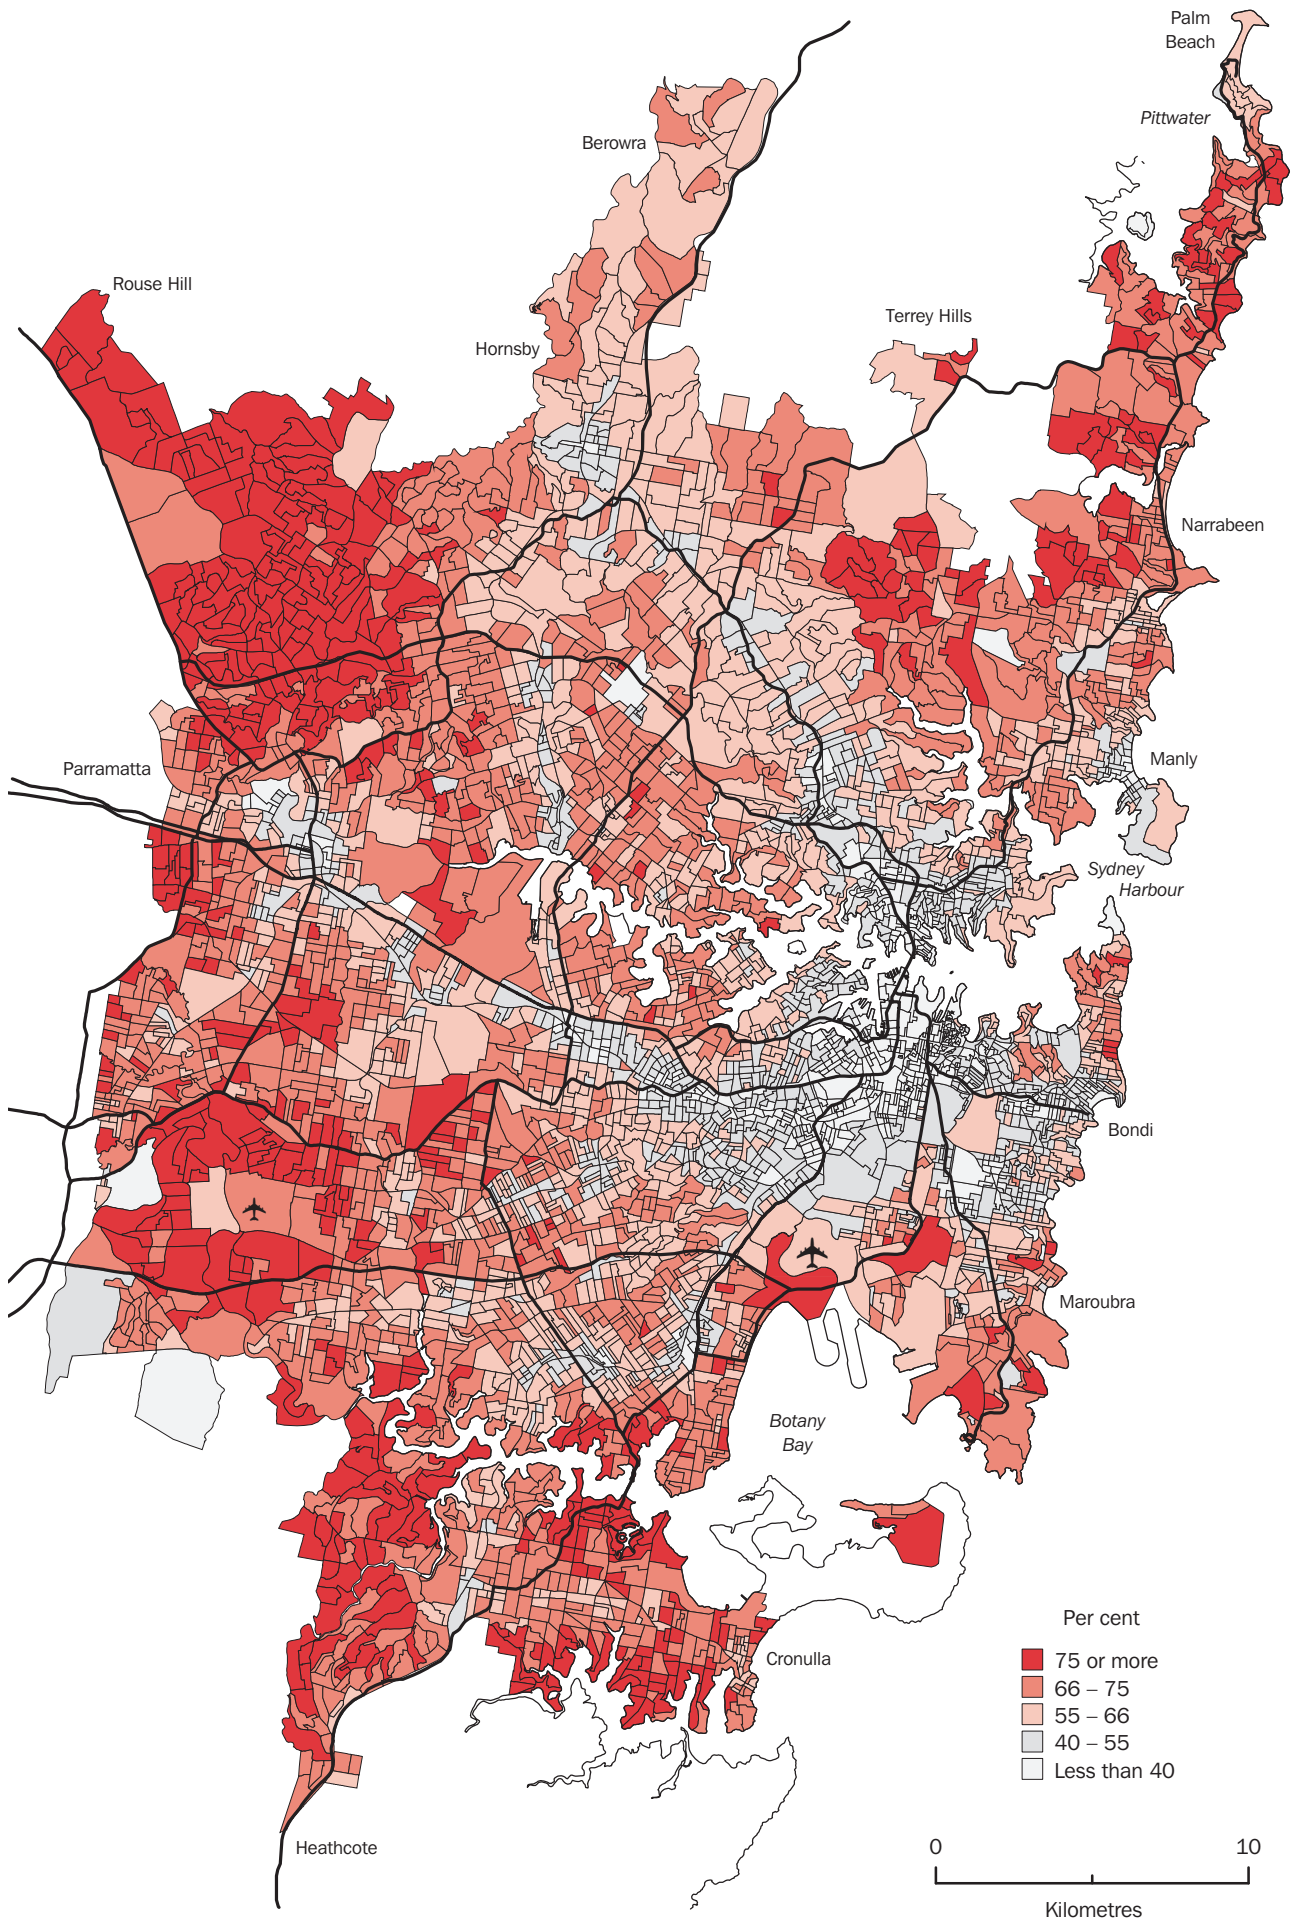 Palm
Beach
Pittwater
Berowra
Rouse Hill
Terrey Hills
Hornsby
Narrabeen
Manly
Parramatta
Sydney
Harbour
Bondi
Maroubra
Botany
Bay
Per cent
Cronulla
75 or more
66 – 75
55 – 66
40 – 55
Less than 40
Heathcote
0 10
Kilometres